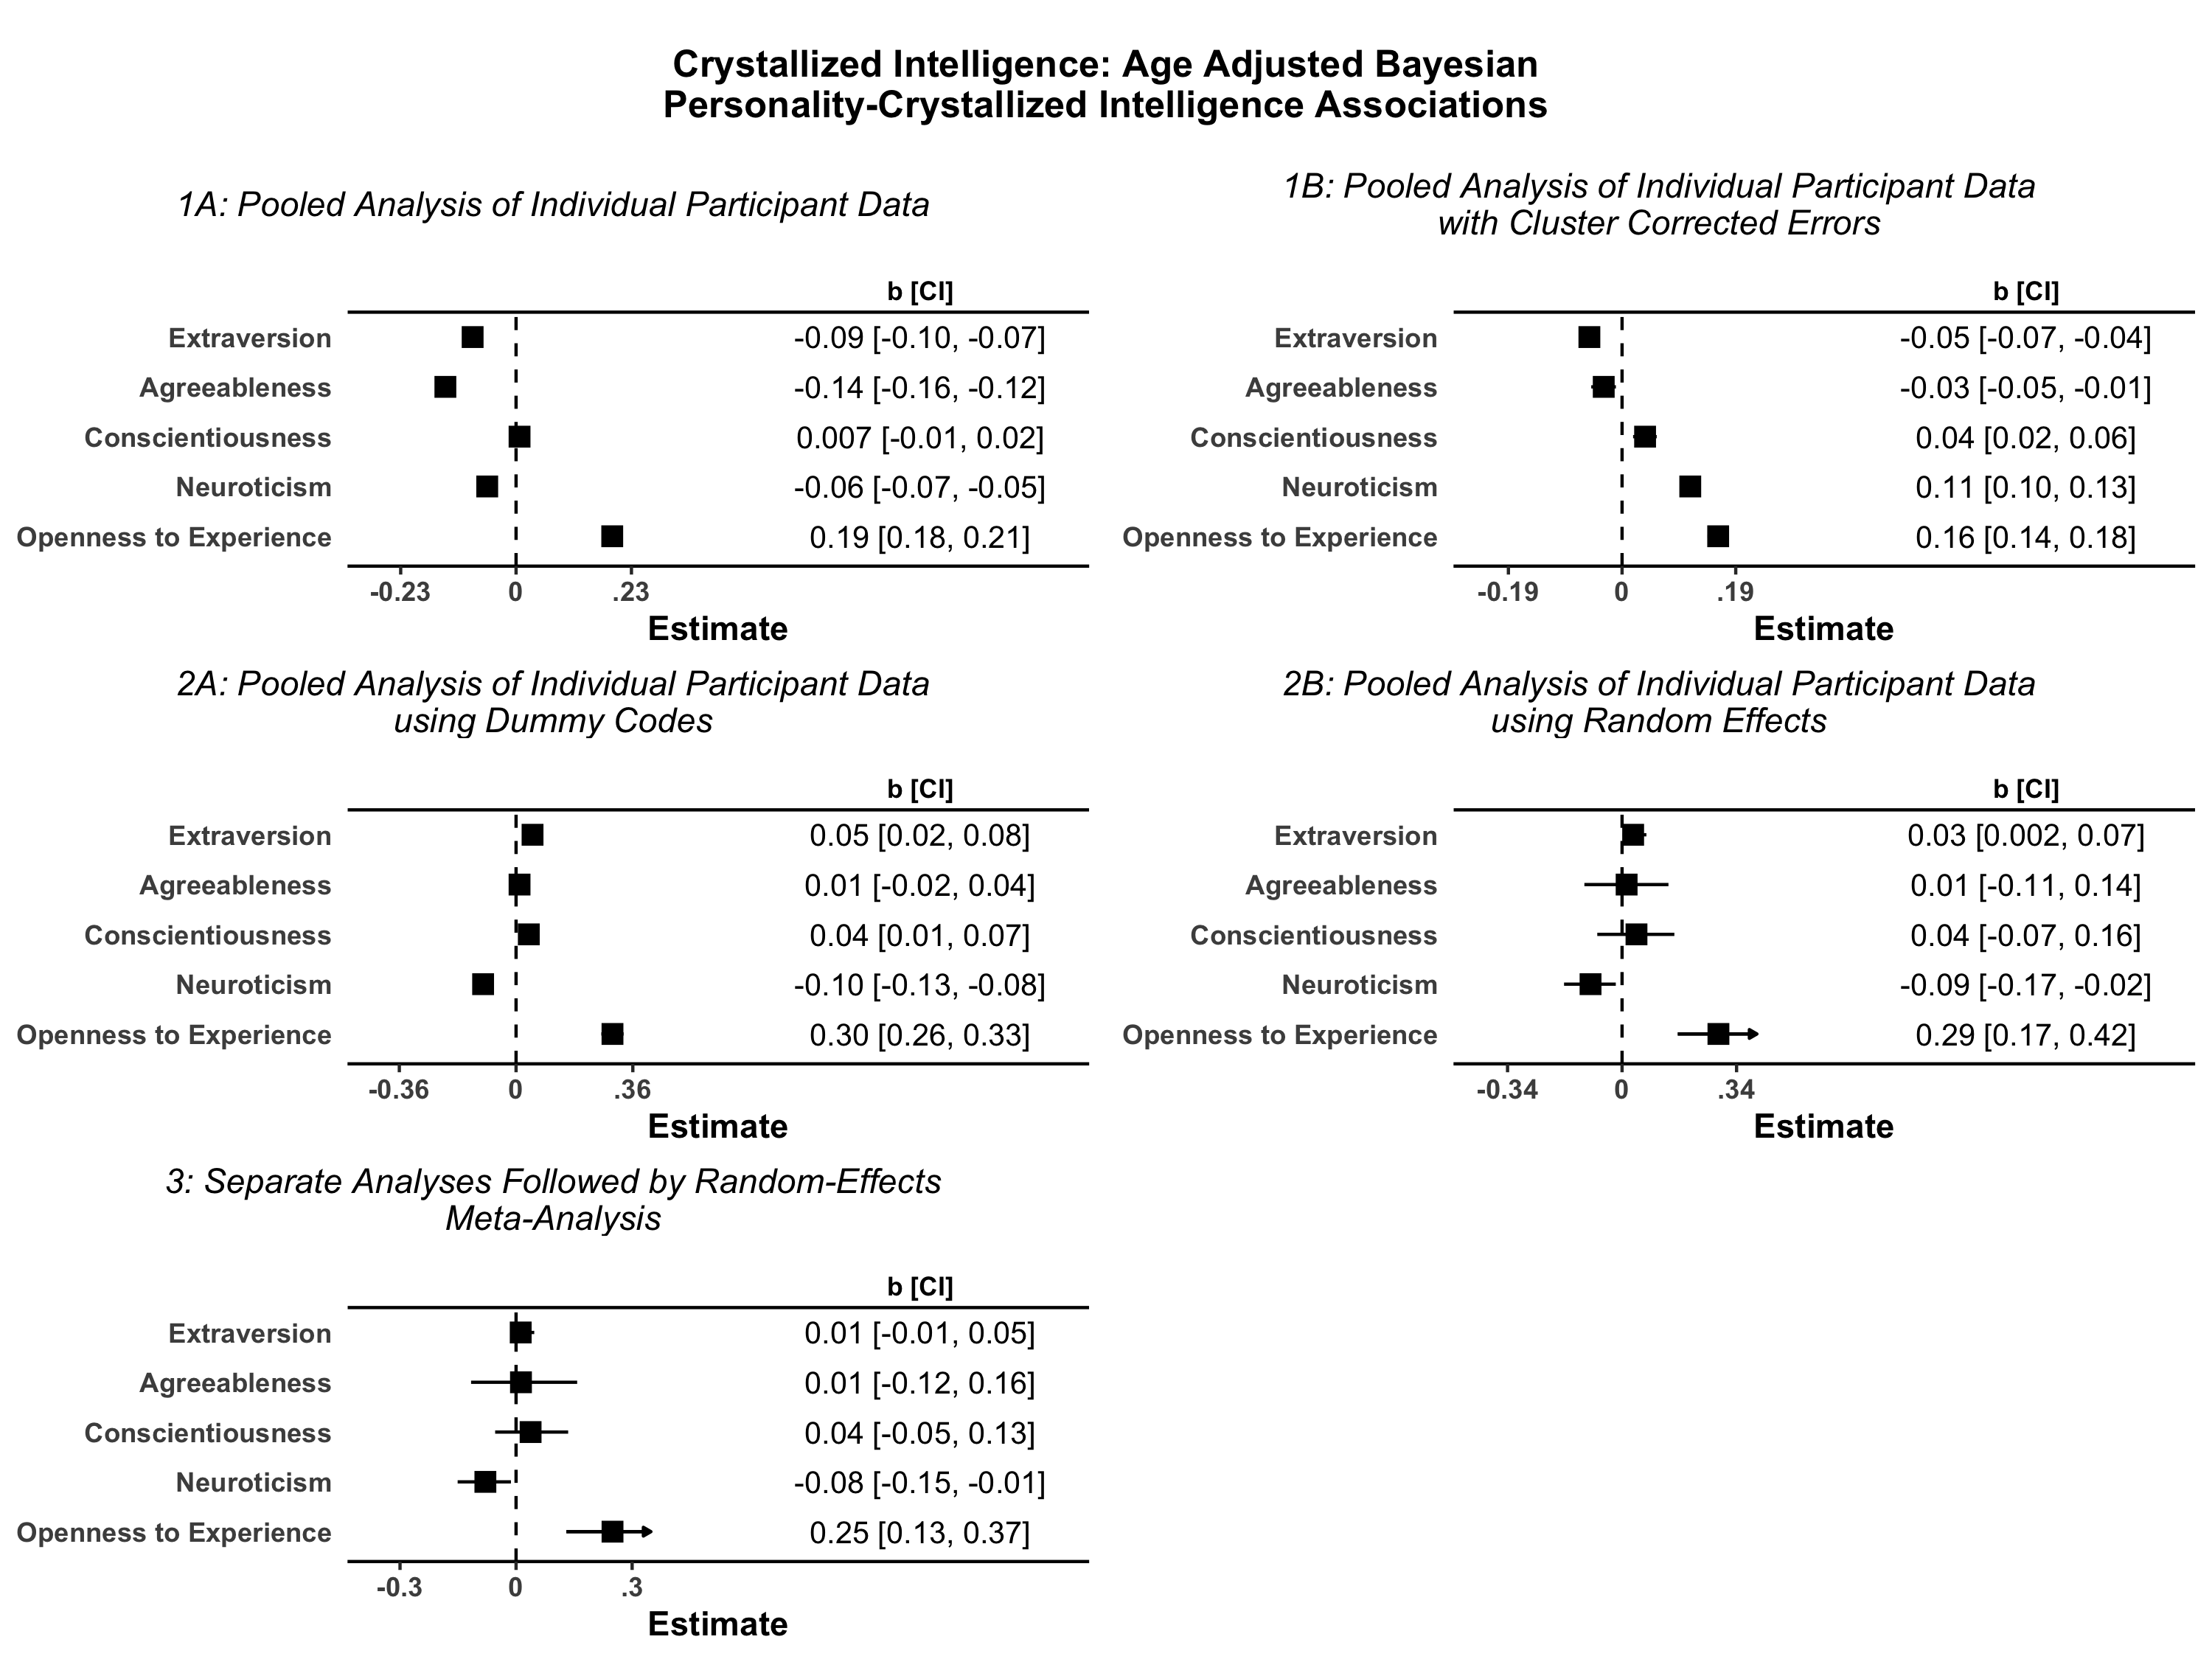 Crystallized Intelligence: Age Adjusted Bayesian
Personality-Crystallized Intelligence Associations
1A: Pooled Analysis of Individual Participant Data
b [CI]
Extraversion -0.09 [-0.10, -0.07]
Agreeableness -0.14 [-0.16, -0.12]
Conscientiousness 0.007 [-0.01, 0.02]
Neuroticism -0.06 [-0.07, -0.05]
Openness to Experience 0.19 [0.18, 0.21]
-0.23 0 .23
Estimate
1B: Pooled Analysis of Individual Participant Data
with Cluster Corrected Errors
b [CI]
Extraversion -0.05 [-0.07, -0.04]
Agreeableness -0.03 [-0.05, -0.01]
Conscientiousness 0.04 [0.02, 0.06]
Neuroticism 0.11 [0.10, 0.13]
Openness to Experience 0.16 [0.14, 0.18]
-0.19 0 .19
Estimate
2A: Pooled Analysis of Individual Participant Data
using Dummy Codes
b [CI]
Extraversion 0.05 [0.02, 0.08]
Agreeableness 0.01 [-0.02, 0.04]
Conscientiousness 0.04 [0.01, 0.07]
Neuroticism -0.10 [-0.13, -0.08]
Openness to Experience 0.30 [0.26, 0.33]
-0.36 0 .36
Estimate
2B: Pooled Analysis of Individual Participant Data
using Random Effects
b [CI]
Extraversion 0.03 [0.002, 0.07]
Agreeableness 0.01 [-0.11, 0.14]
Conscientiousness 0.04 [-0.07, 0.16]
Neuroticism -0.09 [-0.17, -0.02]
Openness to Experience 0.29 [0.17, 0.42]
-0.34 0 .34
Estimate
3: Separate Analyses Followed by Random-Effects
Meta-Analysis
b [CI]
Extraversion 0.01 [-0.01, 0.05]
Agreeableness 0.01 [-0.12, 0.16]
Conscientiousness 0.04 [-0.05, 0.13]
Neuroticism -0.08 [-0.15, -0.01]
Openness to Experience 0.25 [0.13, 0.37]
-0.3 0 .3
Estimate